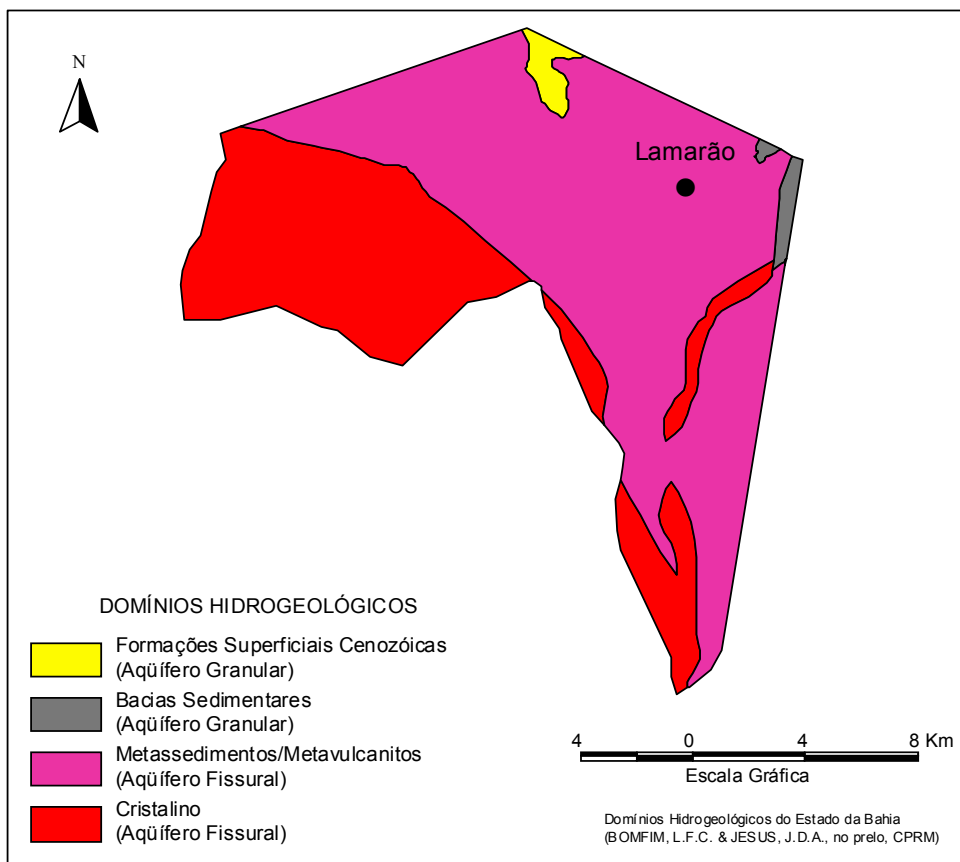 N
Lamarão
DOMÍNIOS HIDROGEOLÓGICOS
Formações Superficiais Cenozóicas
(Aqüífero Granular)
Bacias Sedimentares
(Aqüífero Granular)
Metassedimentos/Metavulcanitos
(Aqüífero Fissural)
Cristalino
(Aqüífero Fissural)
4 0 4 8 Km
Escala Gráfica
Domínios Hidrogeológicos do Estado da Bahia
(BOMFIM, L.F.C. & JESUS, J.D.A., no prelo, CPRM)